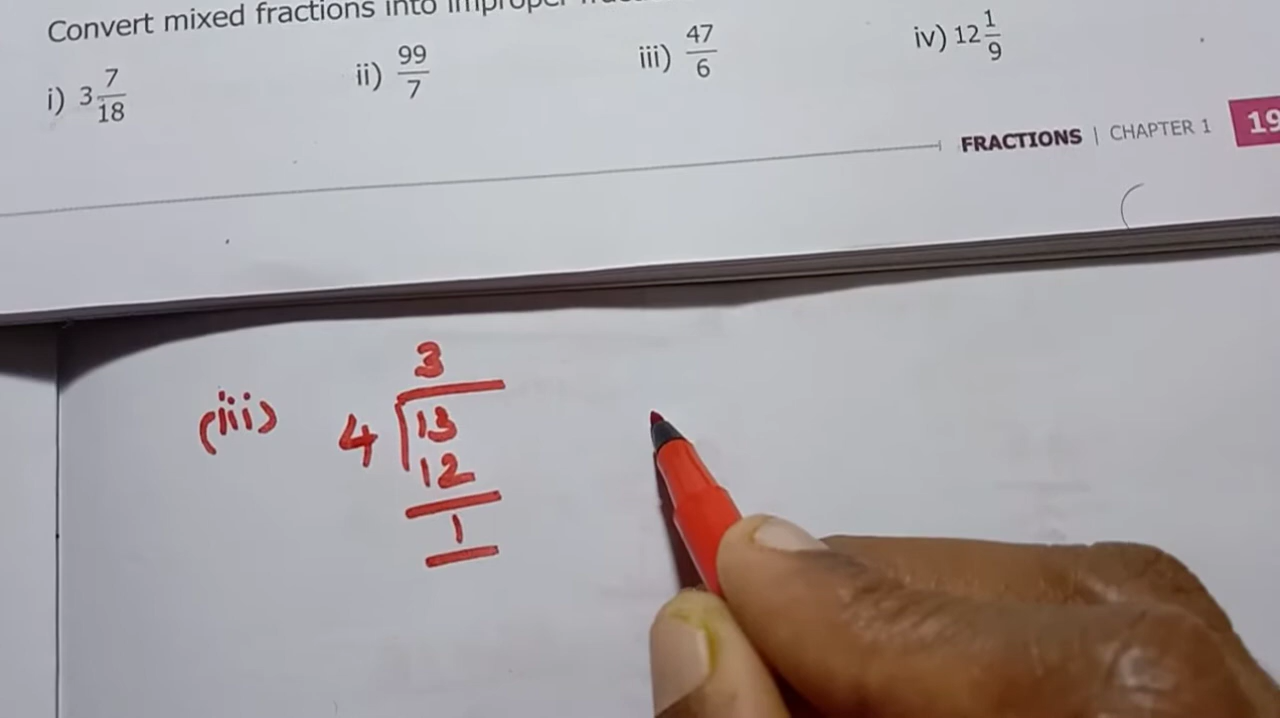 Convert mixed fractions into improper
i) 3 7/18 ii) 99/7 iii) 47/6 iv) 12 1/9
FRACTIONS | CHAPTER 1 19
3
(iii) 4 13
12
1